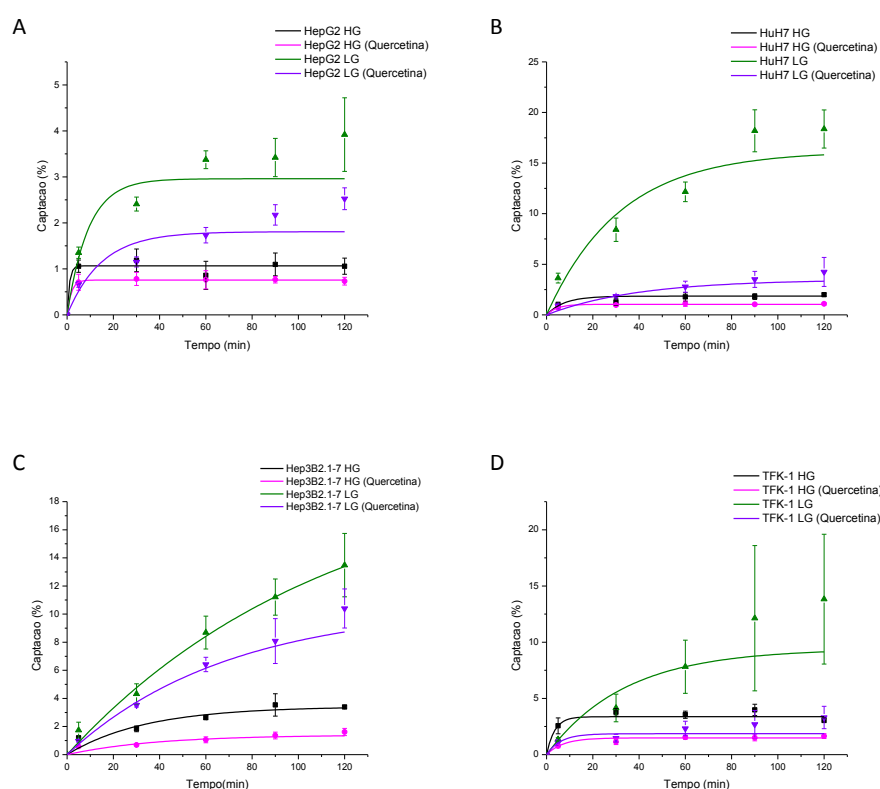 A
HepG2 HG
HepG2 HG (Quercetina)
HepG2 LG
HepG2 LG (Quercetina)
5
4
3
2
1
0
Captacao (%)
0 20 40 60 80 100 120
Tempo (min)
B
HuH7 HG
HuH7 HG (Quercetina)
HuH7 LG
HuH7 LG (Quercetina)
25
20
15
10
5
0
Captacao (%)
0 20 40 60 80 100 120
Tempo (min)
C
Hep3B2.1-7 HG
Hep3B2.1-7 HG (Quercetina)
Hep3B2.1-7 LG
Hep3B2.1-7 LG (Quercetina)
18
16
14
12
10
8
6
4
2
0
Captacao (%)
0 20 40 60 80 100 120
Tempo(min)
D
TFK-1 HG
TFK-1 HG (Quercetina)
TFK-1 LG
TFK-1 LG (Quercetina)
25
20
15
10
5
0
Captacao (%)
0 20 40 60 80 100 120
Tempo (min)